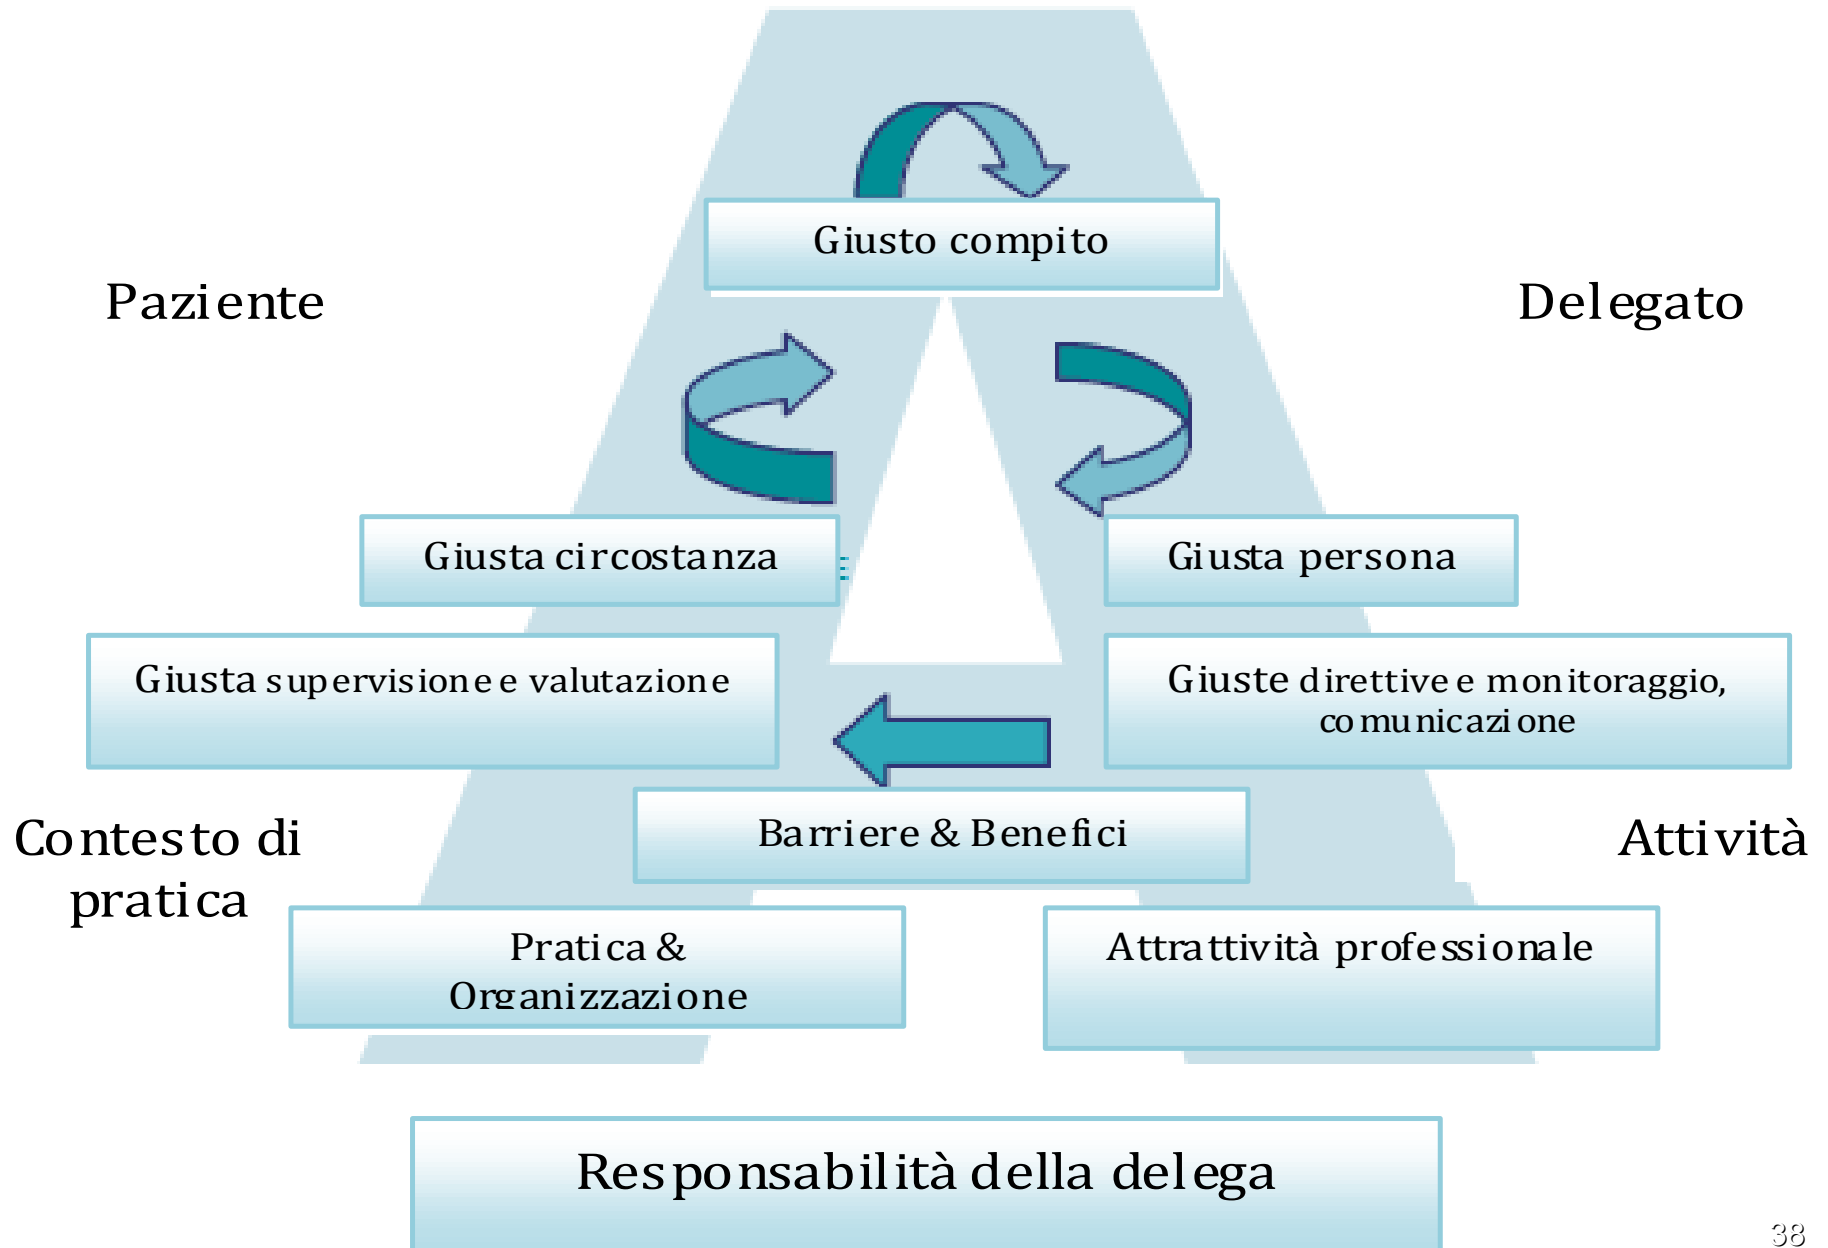 Giusto compito
Paziente
Delegato
Giusta circostanza
Giusta persona
Giusta supervisione e valutazione
Giuste direttive e monitoraggio,
comunicazione
Barriere & Benefici
Contesto di
pratica
Attività
Pratica &
Organizzazione
Attrattività professionale
Responsabilità della delega
38